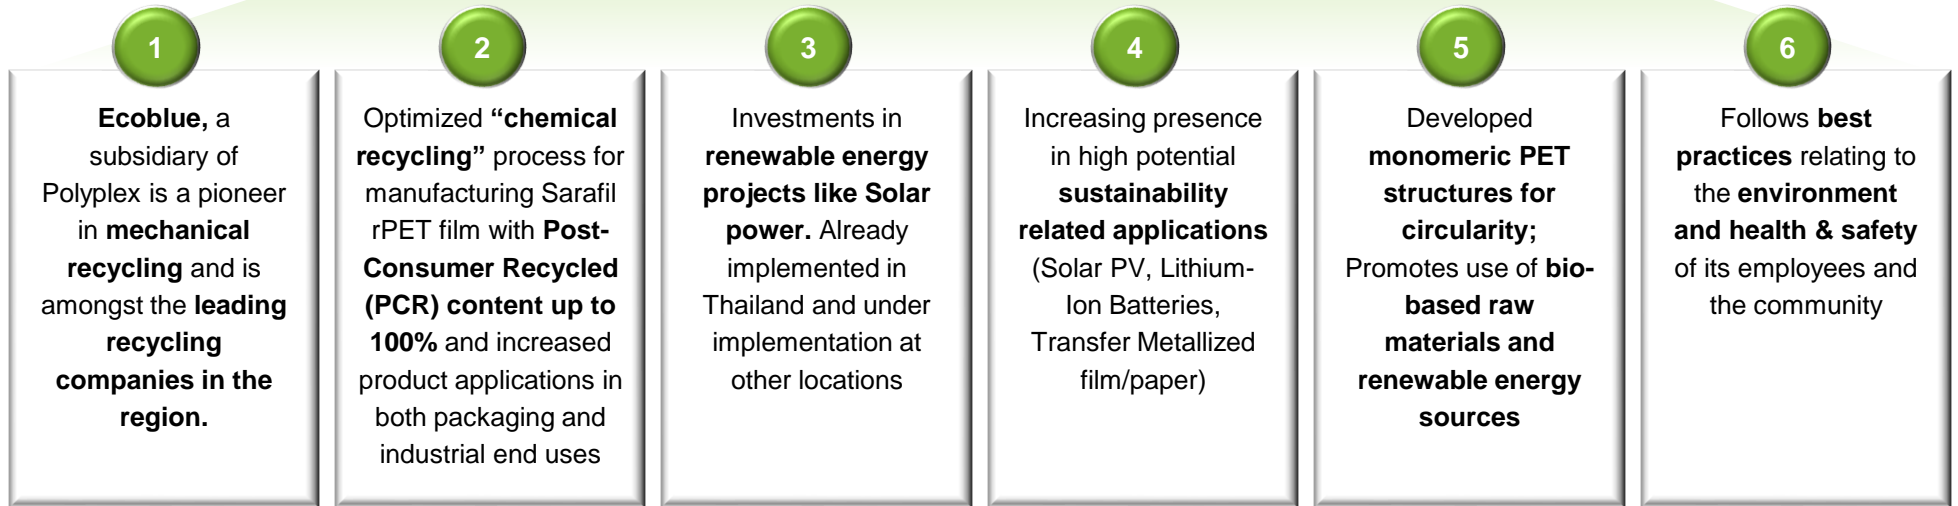 1
Ecoblue, a
subsidiary of
Polyplex is a pioneer
in mechanical
recycling and is
amongst the leading
recycling
companies in the
region.
2
Optimized “chemical
recycling” process for
manufacturing Sarafil
rPET film with Post-
Consumer Recycled
(PCR) content up to
100% and increased
product applications in
both packaging and
industrial end uses
3
Investments in
renewable energy
projects like Solar
power. Already
implemented in
Thailand and under
implementation at
other locations
4
Increasing presence
in high potential
sustainability
related applications
(Solar PV, Lithium-
Ion Batteries,
Transfer Metallized
film/paper)
5
Developed
monomeric PET
structures for
circularity;
Promotes use of bio-
based raw
materials and
renewable energy
sources
6
Follows best
practices relating to
the environment
and health & safety
of its employees and
the community